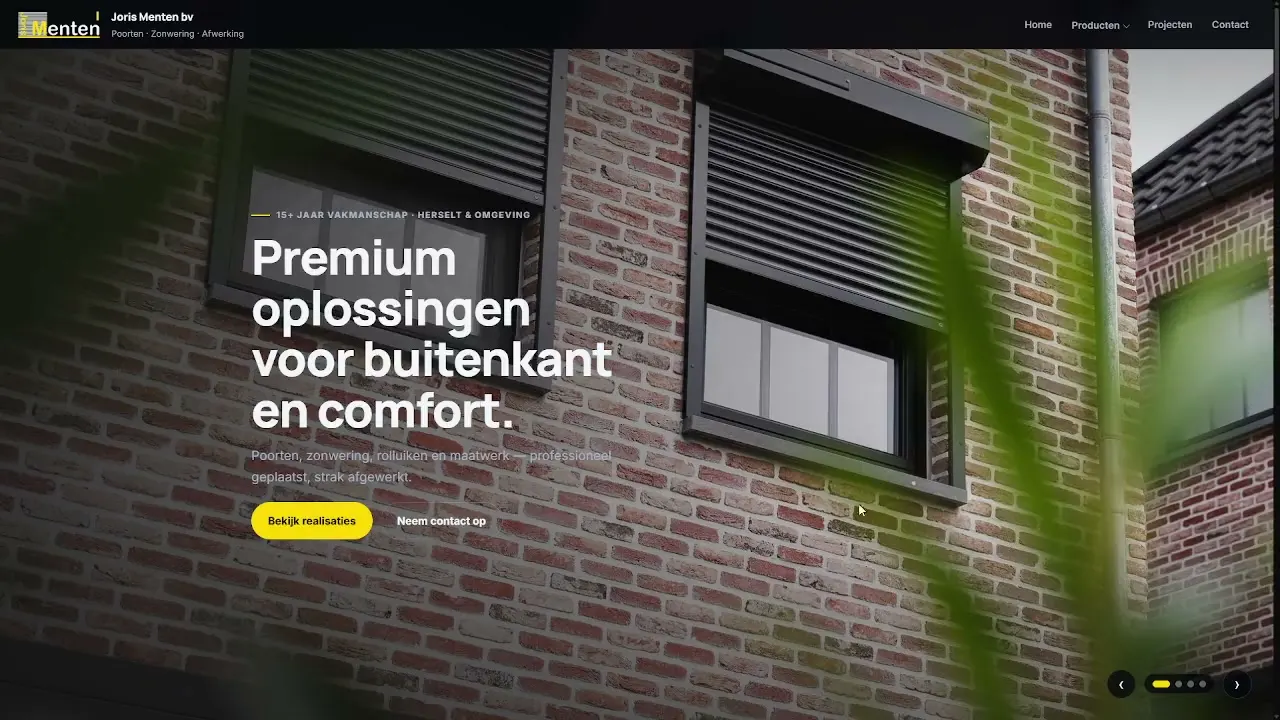 Menten
Joris Menten bv
Poorten · Zonwering · Afwerking
Home
Producten
Projecten
Contact
15+ JAAR VAKMANSCHAP · HERSELT & OMGEVING
Premium
oplossingen
voor buitenkant
en comfort.
Poorten, zonwering, rolluiken en maatwerk — professioneel
geplaatst, strak afgewerkt.
Bekijk realisaties
Neem contact op